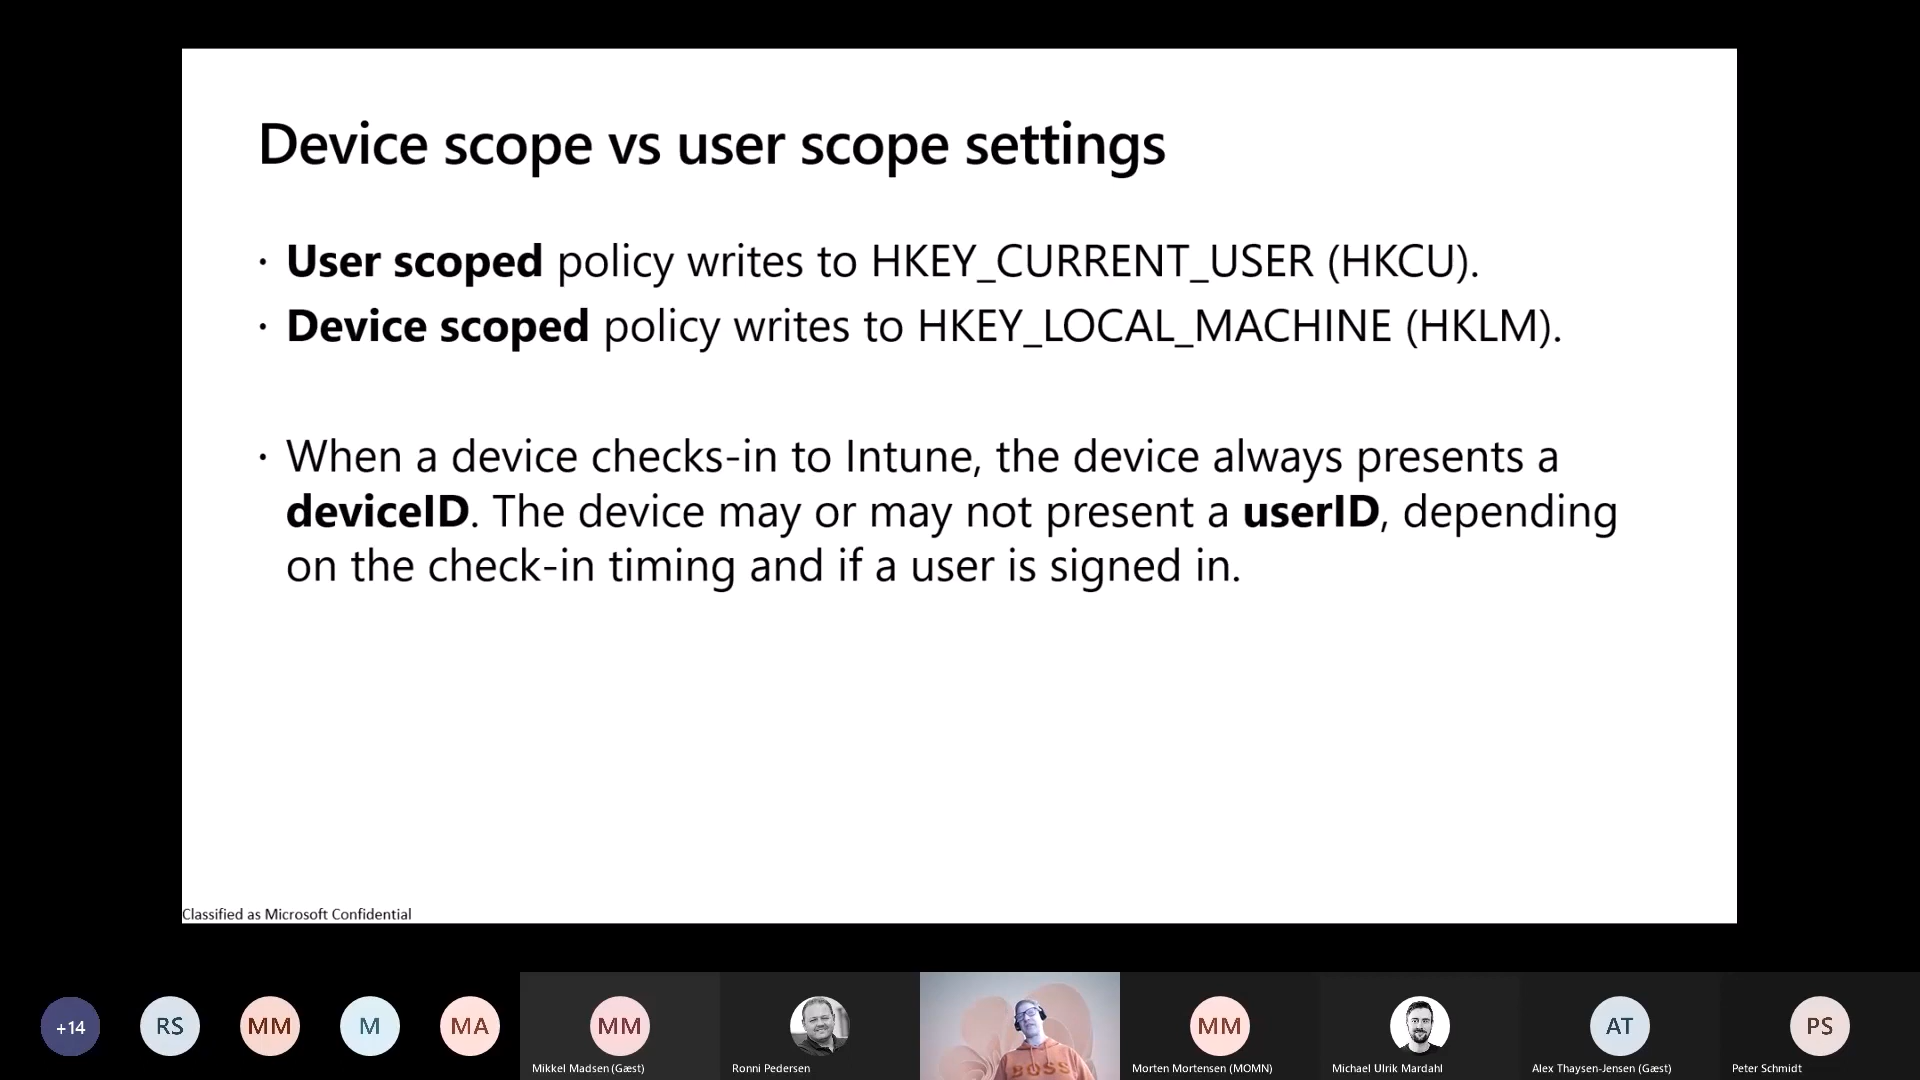 Device scope vs user scope settings
· User scoped policy writes to HKEY_CURRENT_USER (HKCU).
· Device scoped policy writes to HKEY_LOCAL_MACHINE (HKLM).
· When a device checks-in to Intune, the device always presents a
deviceID. The device may or may not present a userID, depending
on the check-in timing and if a user is signed in.
Classified as Microsoft Confidential
+14
RS
MM
M
MA
MM
MM
AT
PS
BOSS
Mikkel Madsen (Gæst)
Ronni Pedersen
Morten Mortensen (MOMN)
Michael Ulrik Mardahl
Alex Thaysen-Jensen (Gæst)
Peter Schmidt